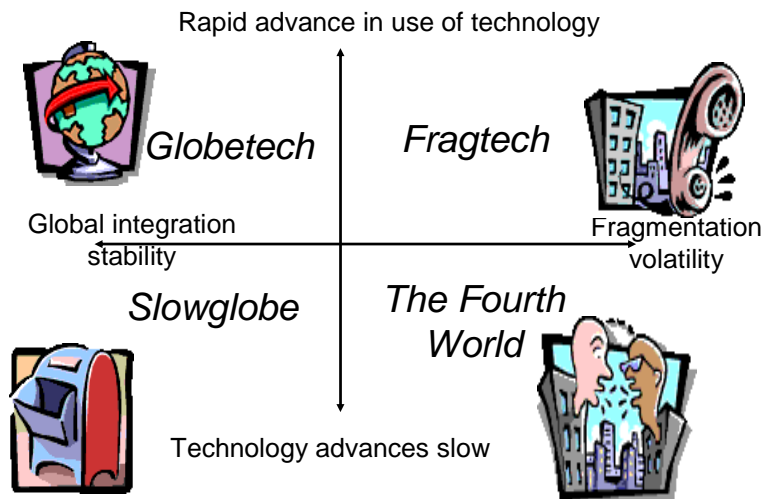 Rapid advance in use of technology
Globetech
Fragtech
Global integration
stability
Fragmentation
volatility
Slowglobe
The Fourth
World
Technology advances slow